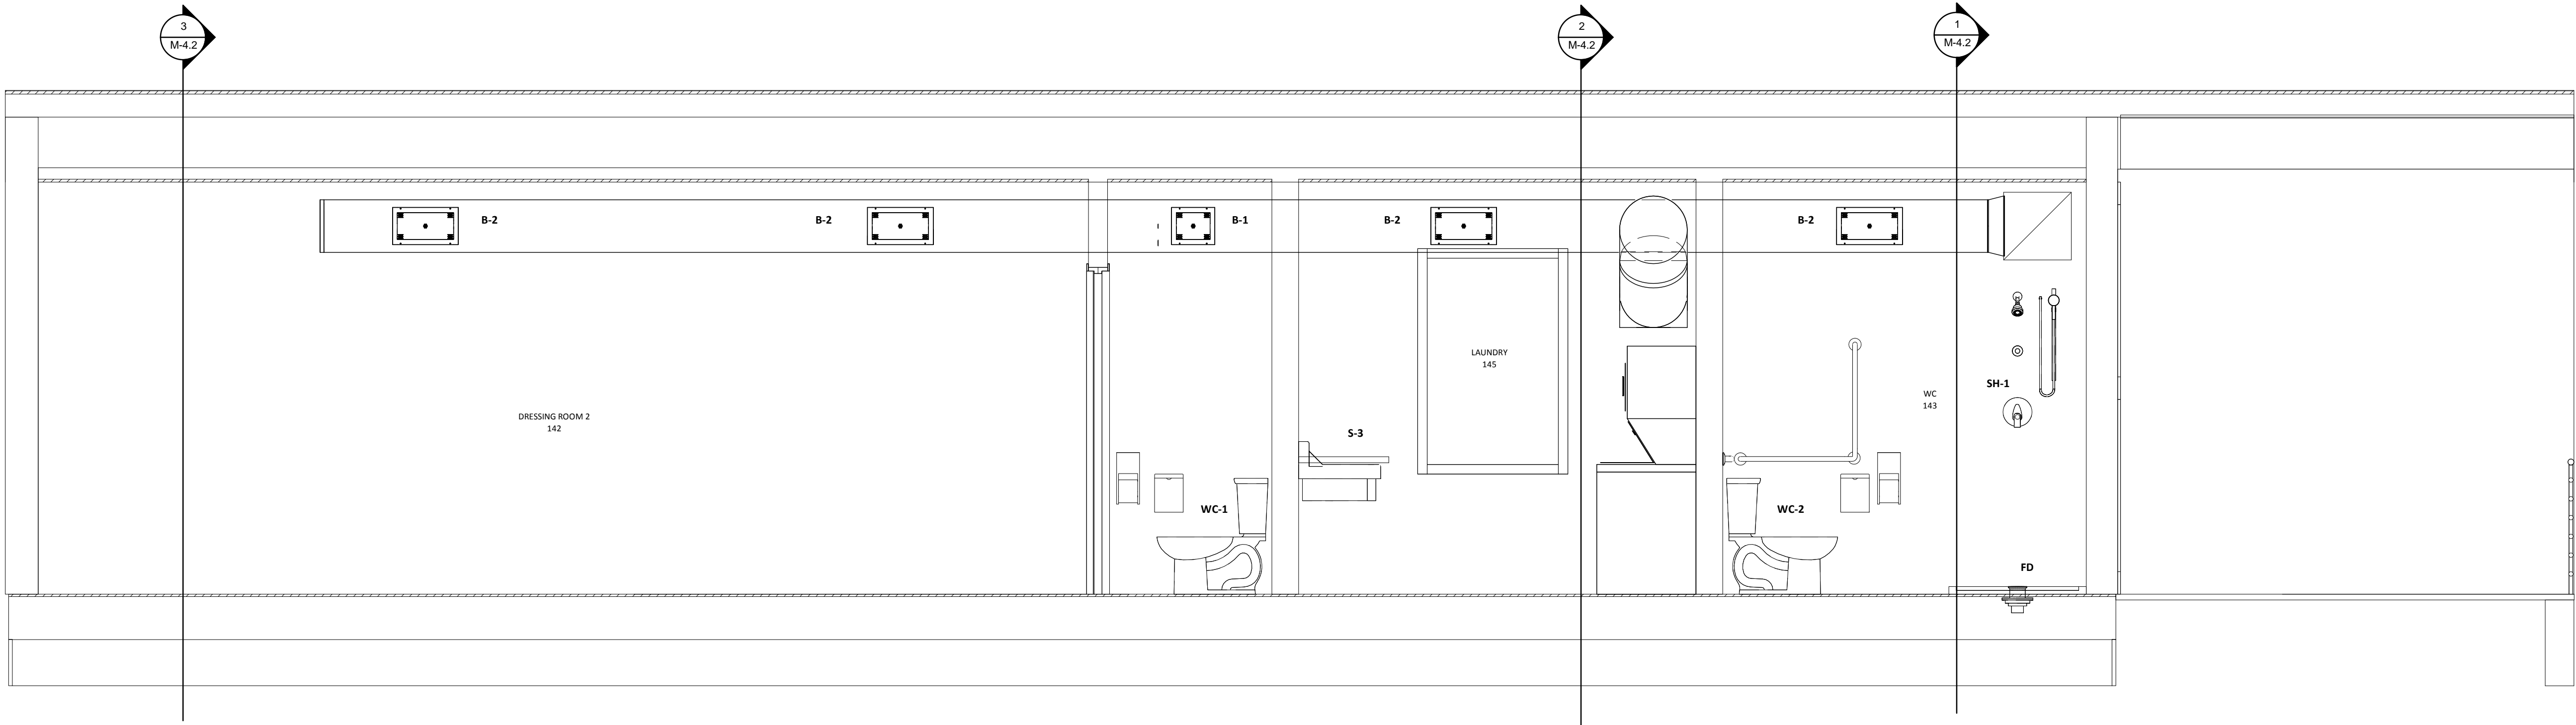 3
M-4.2
2
M-4.2
1
M-4.2
B-2
B-2
B-1
B-2
B-2
LAUNDRY
145
SH-1
WC
143
DRESSING ROOM 2
142
S-3
WC-1
WC-2
FD